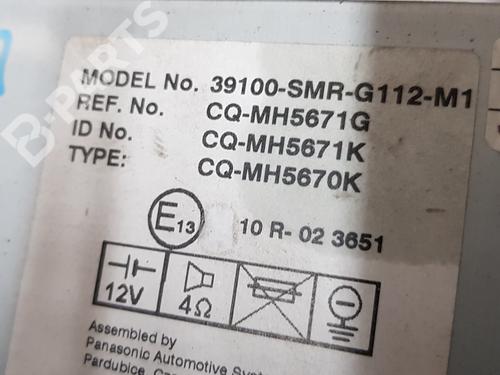 B-PARTS
MODEL No. 39100-SMR-G112-M1
REF. No. CQ-MH5671G
ID No. CQ-MH5671K
TYPE: CQ-MH5670K
E13 10 R- 02 3651
12V 4Ω
Assembled by
Panasonic Automotive
Pardubice,